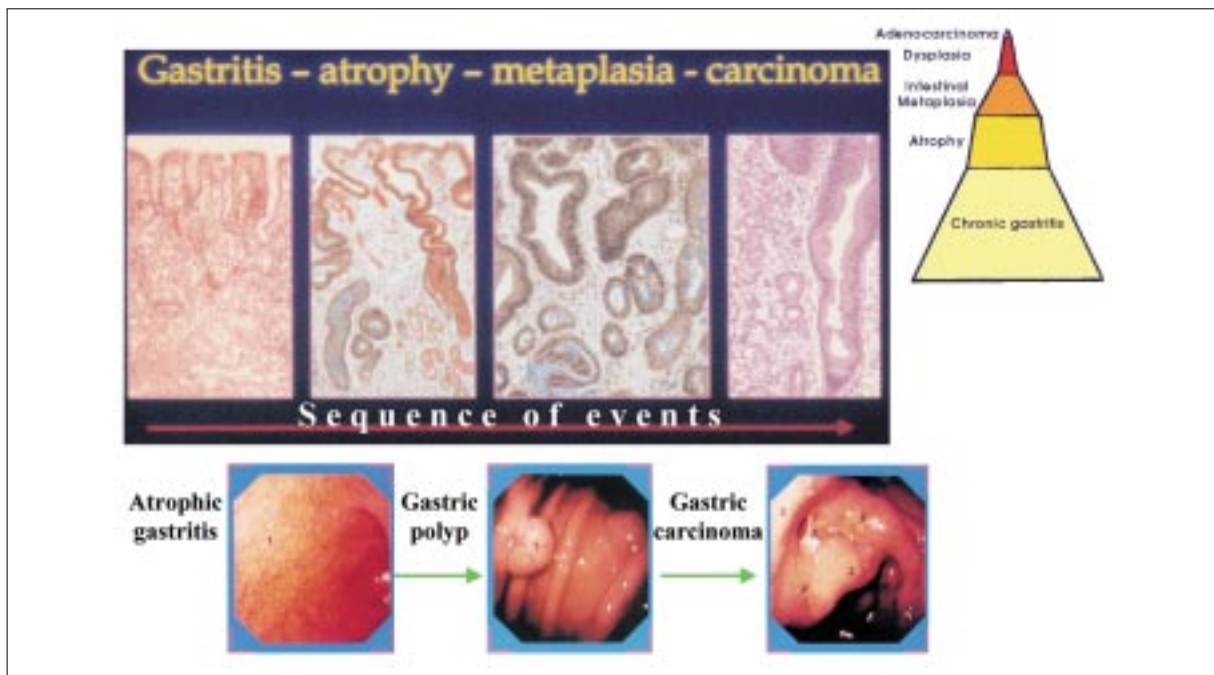 Gastritis – atrophy – metaplasia - carcinoma
Sequence of events
Adenocarcinoma
Dysplasia
Intestinal
Metaplasia
Atrophy
Chronic gastritis
Atrophic
gastritis
Gastric
polyp
Gastric
carcinoma